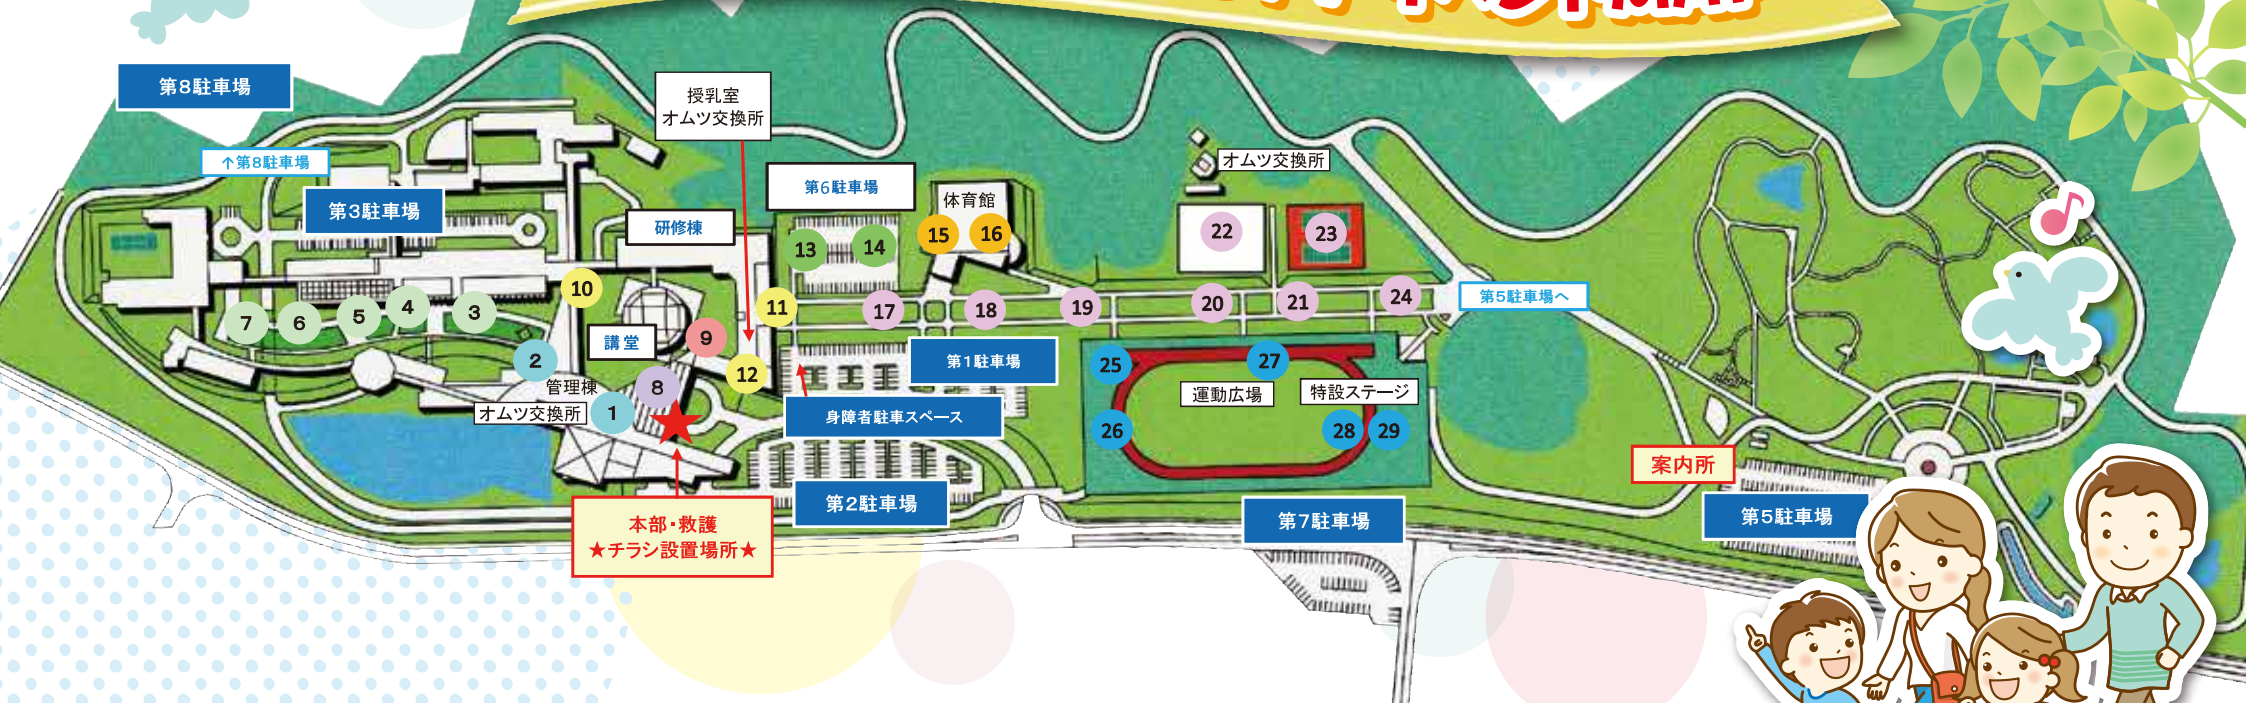 第8駐車場
↑第8駐車場
第3駐車場
授乳室
オムツ交換所
第6駐車場
研修棟
体育館
オムツ交換所
13
14
15
16
22
23
7
6
5
4
3
10
11
17
18
19
20
21
24
第5駐車場へ
講堂
9
2
管理棟
オムツ交換所
1
8
12
第1駐車場
身障者駐車スペース
25
27
運動広場
特設ステージ
26
28
29
案内所
第2駐車場
第7駐車場
第5駐車場
本部・救護
★チラシ設置場所★